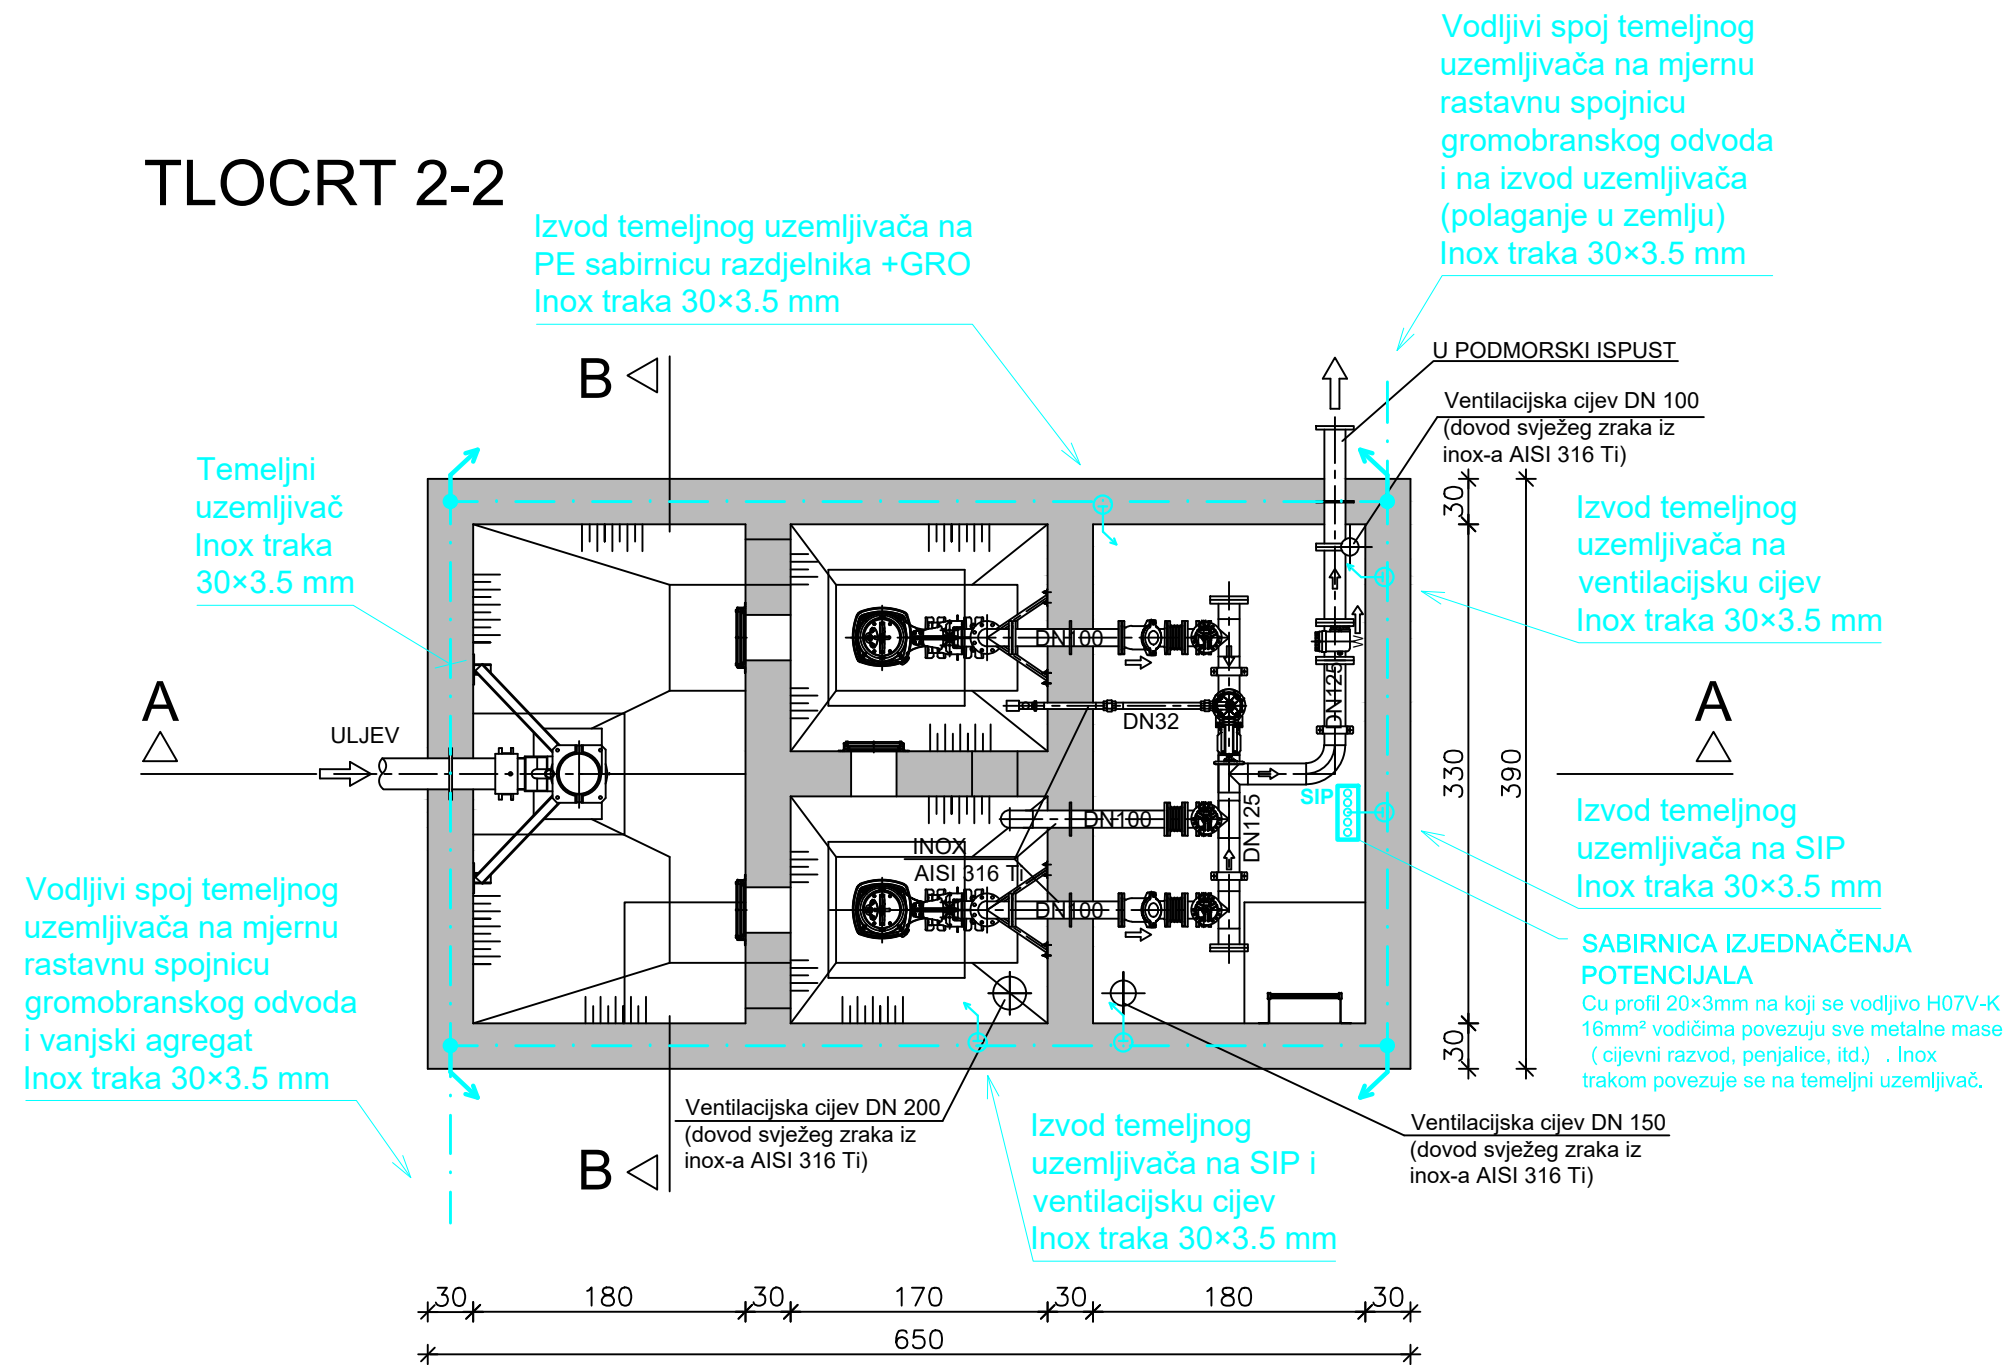 Vodljivi spoj temeljnog
uzemljivača na mjernu
rastavnu spojnicu
gromobranskog odvoda
i na izvod uzemljivača
(polaganje u zemlju)
Inox traka 30×3.5 mm
TLOCRT 2-2
Izvod temeljnog uzemljivača na
PE sabirnicu razdjelnika +GRO
Inox traka 30×3.5 mm
U PODMORSKI ISPUST
B
Ventilacijska cijev DN 100
(dovod svježeg zraka iz
inox-a AISI 316 Ti)
Temeljni
uzemljivač
Inox traka
30×3.5 mm
Izvod temeljnog
uzemljivača na
ventilacijsku cijev
Inox traka 30×3.5 mm
30
330
30
390
DN100
DN125
DN32
A
A
ULJEV
SIP
DN100
DN125
INOX
AISI 316 Ti
DN100
Izvod temeljnog
uzemljivača na SIP
Inox traka 30×3.5 mm
SABIRNICA IZJEDNAČENJA
POTENCIJALA
Cu profil 20×3mm na koji se vodljivo H07V-K
16mm² vodičima povezuju sve metalne mase
( cijevni razvod, penjalice, itd.) . Inox
trakom povezuje se na temeljni uzemljivač.
Vodljivi spoj temeljnog
uzemljivača na mjernu
rastavnu spojnicu
gromobranskog odvoda
i vanjski agregat
Inox traka 30×3.5 mm
Ventilacijska cijev DN 200
(dovod svježeg zraka iz
inox-a AISI 316 Ti)
B
Izvod temeljnog
uzemljivača na SIP i
ventilacijsku cijev
Inox traka 30×3.5 mm
Ventilacijska cijev DN 150
(dovod svježeg zraka iz
inox-a AISI 316 Ti)
30 180 30 170 30 180 30
650